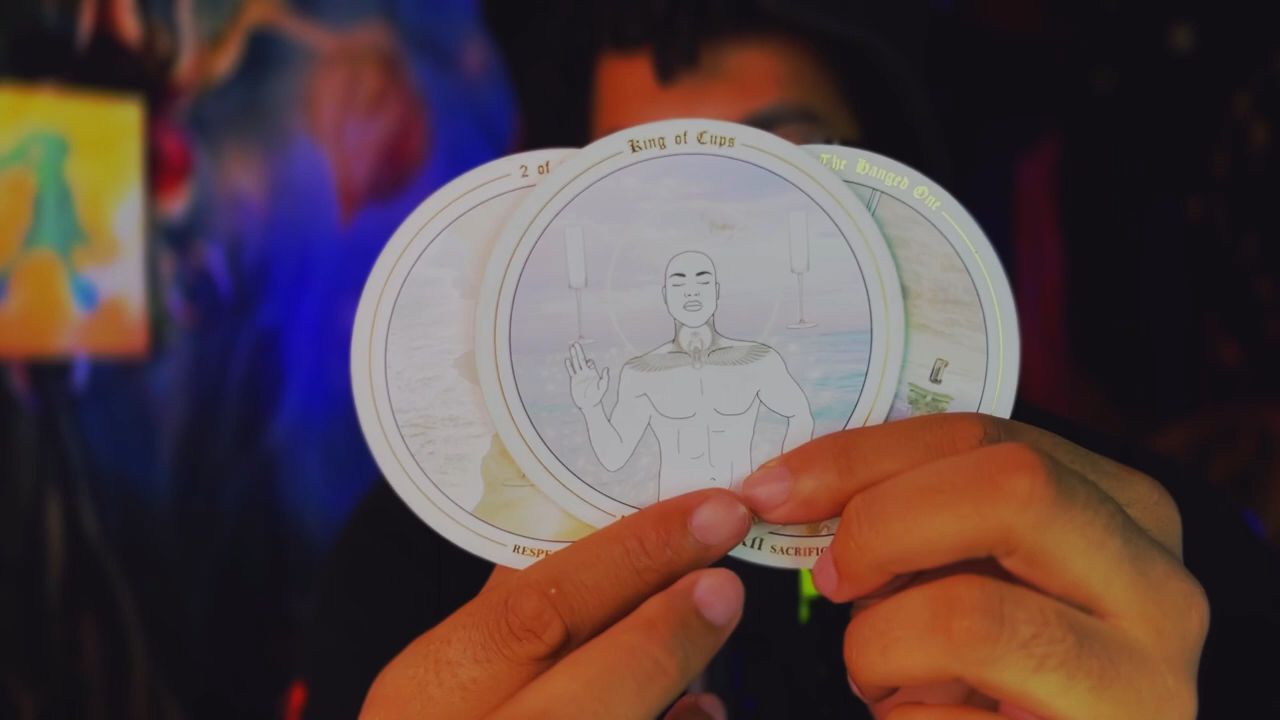 2 of
King of Cups
The Hanged One
RESPE
XII SACRIFIC